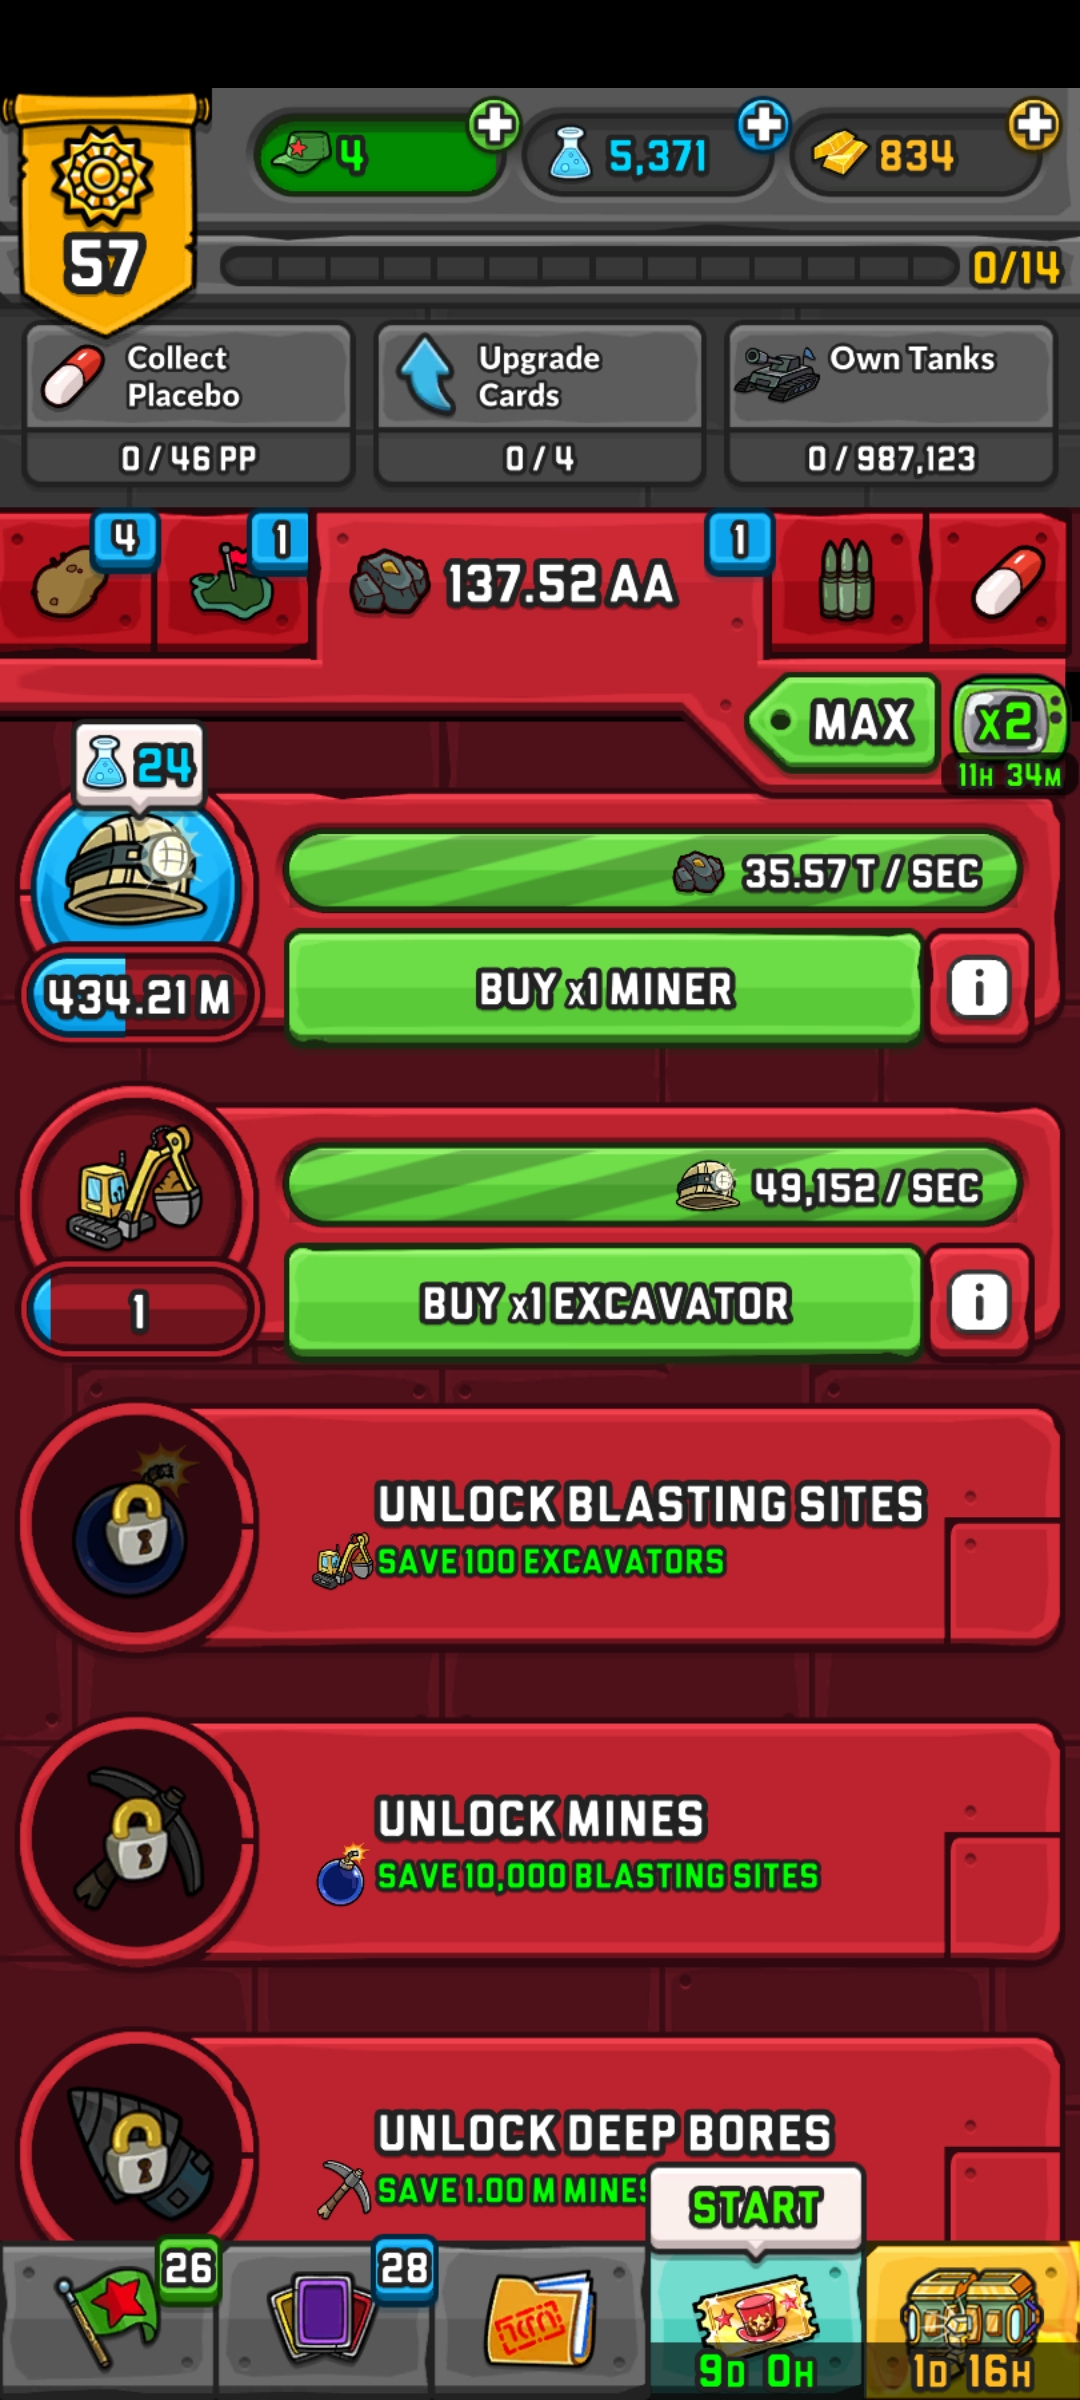 4
5,371
834
57
0/14
Collect
Placebo
0 / 46 PP
Upgrade
Cards
0 / 4
Own Tanks
0 / 987,123
4
1
137.52 AA
1
MAX
x2
11H 34M
24
35.57 T / SEC
434.21 M
BUY x1 MINER
i
49,152 / SEC
1
BUY x1 EXCAVATOR
i
UNLOCK BLASTING SITES
SAVE 100 EXCAVATORS
UNLOCK MINES
SAVE 10,000 BLASTING SITES
UNLOCK DEEP BORES
SAVE 1.00 M MINES
START
26
28
9D 0H
1D 16H